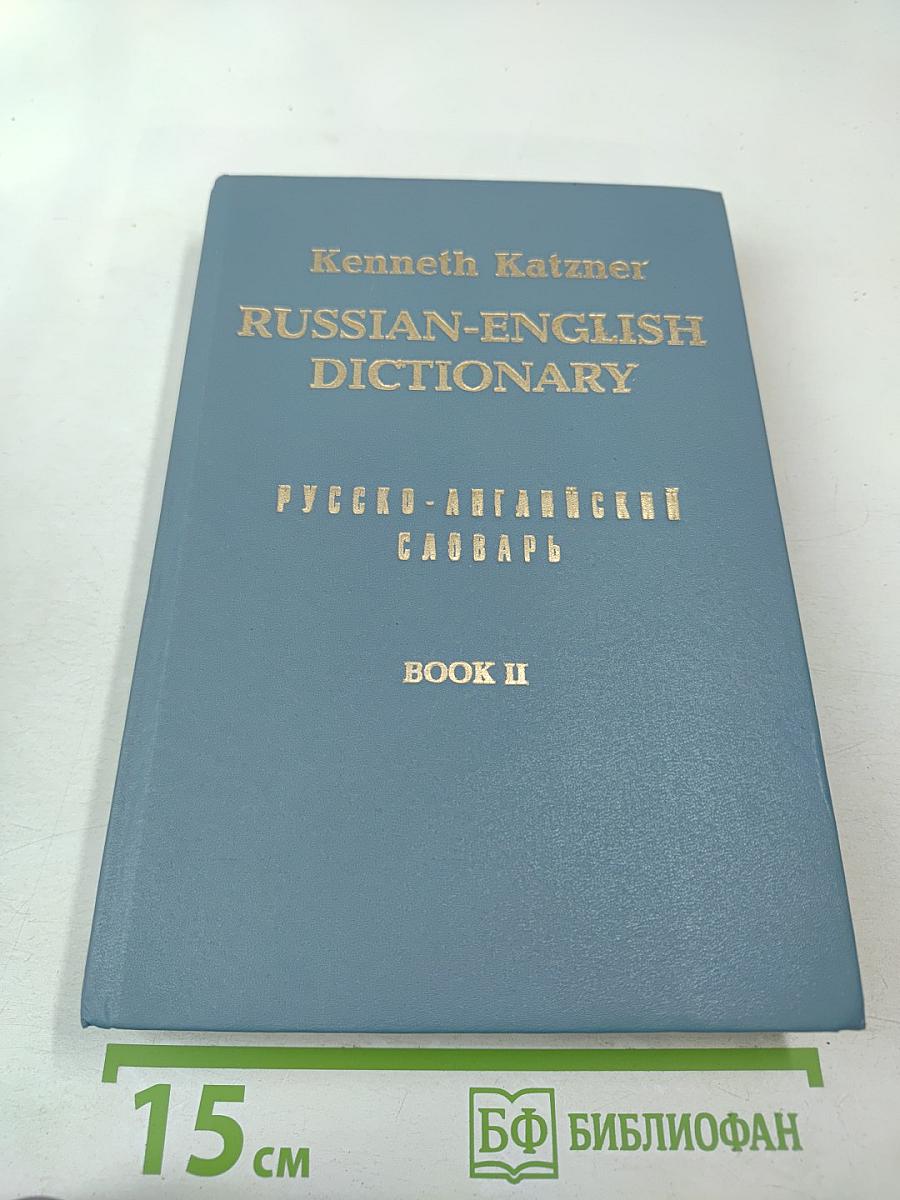 Kenneth Katzner
RUSSIAN-ENGLISH
DICTIONARY
РУССКО-АНГЛИЙСКИЙ
СЛОВАРЬ
BOOK II
15 см
БФ БИБЛИОФАН